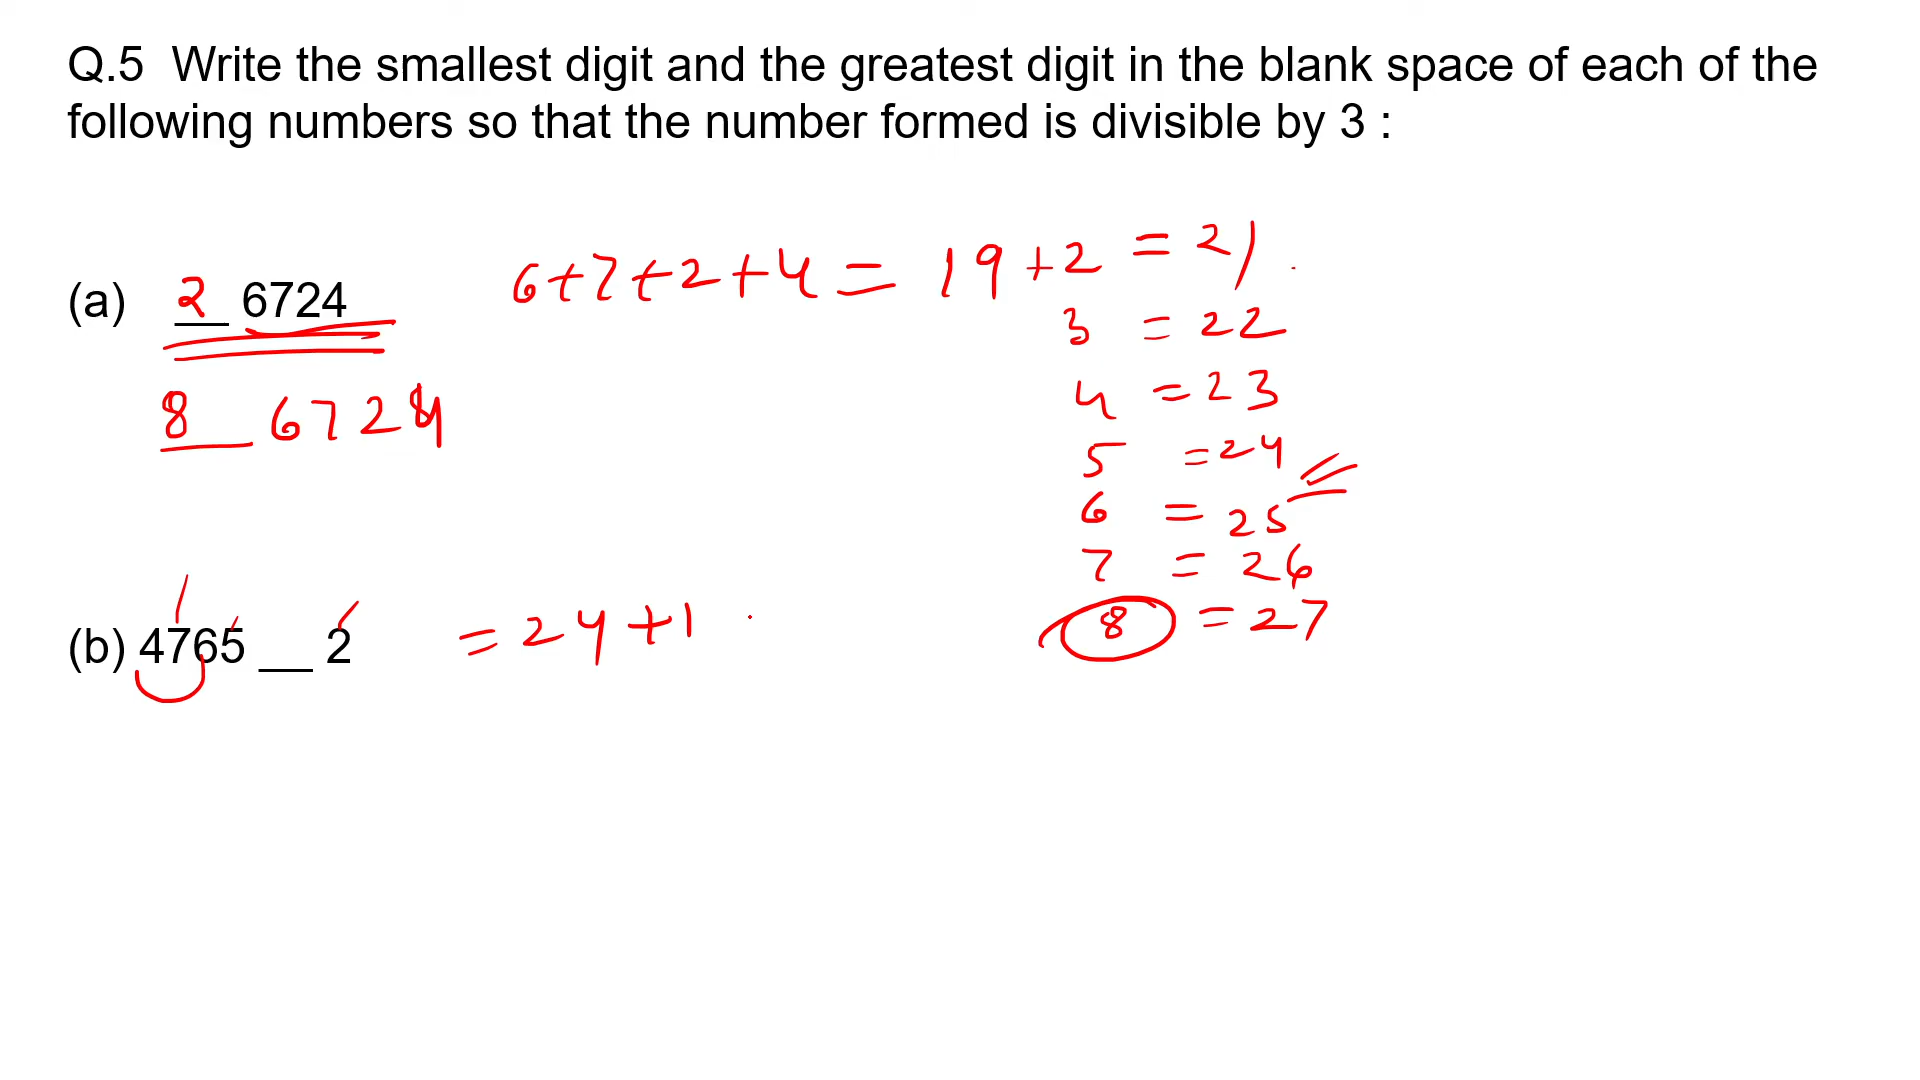 Q.5 Write the smallest digit and the greatest digit in the blank space of each of the
following numbers so that the number formed is divisible by 3 :
(a) 2 6724
6+7+2+4 = 19 +2 = 21
3 = 22
4 = 23
8 6724
5 = 24
6 = 25
7 = 26
8 = 27
(b) 4765 __ 2 = 24+1